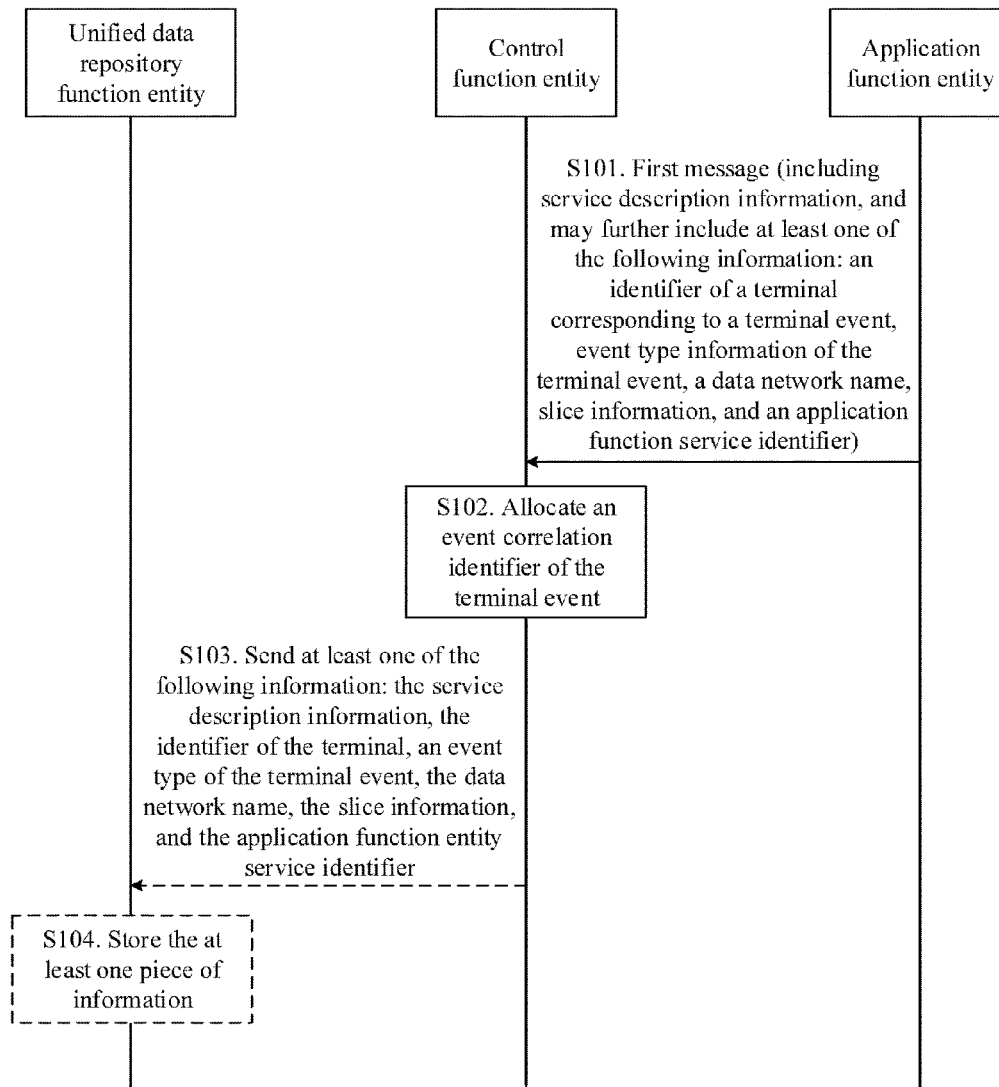 Unified data
repository
function entity
Control
function entity
Application
function entity
S101. First message (including
service description information, and
may further include at least one of
the following information: an
identifier of a terminal
corresponding to a terminal event,
event type information of the
terminal event, a data network name,
slice information, and an application
function service identifier)
S102. Allocate an
event correlation
identifier of the
terminal event
S103. Send at least one of the
following information: the service
description information, the
identifier of the terminal, an event
type of the terminal event, the data
network name, the slice information,
and the application function entity
service identifier
S104. Store the at
least one piece of
information